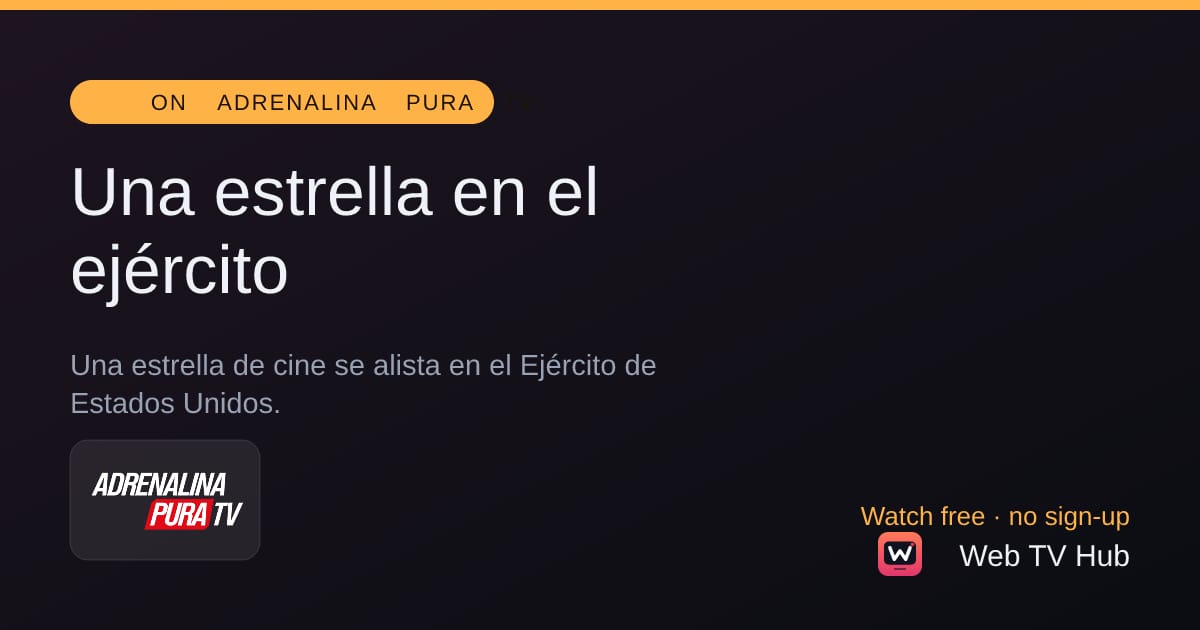 ON ADRENALINA PURA
Una estrella en el
ejército
Una estrella de cine se alista en el Ejército de
Estados Unidos.
ADRENALINA
PURA TV
Watch free · no sign-up
W
Web TV Hub